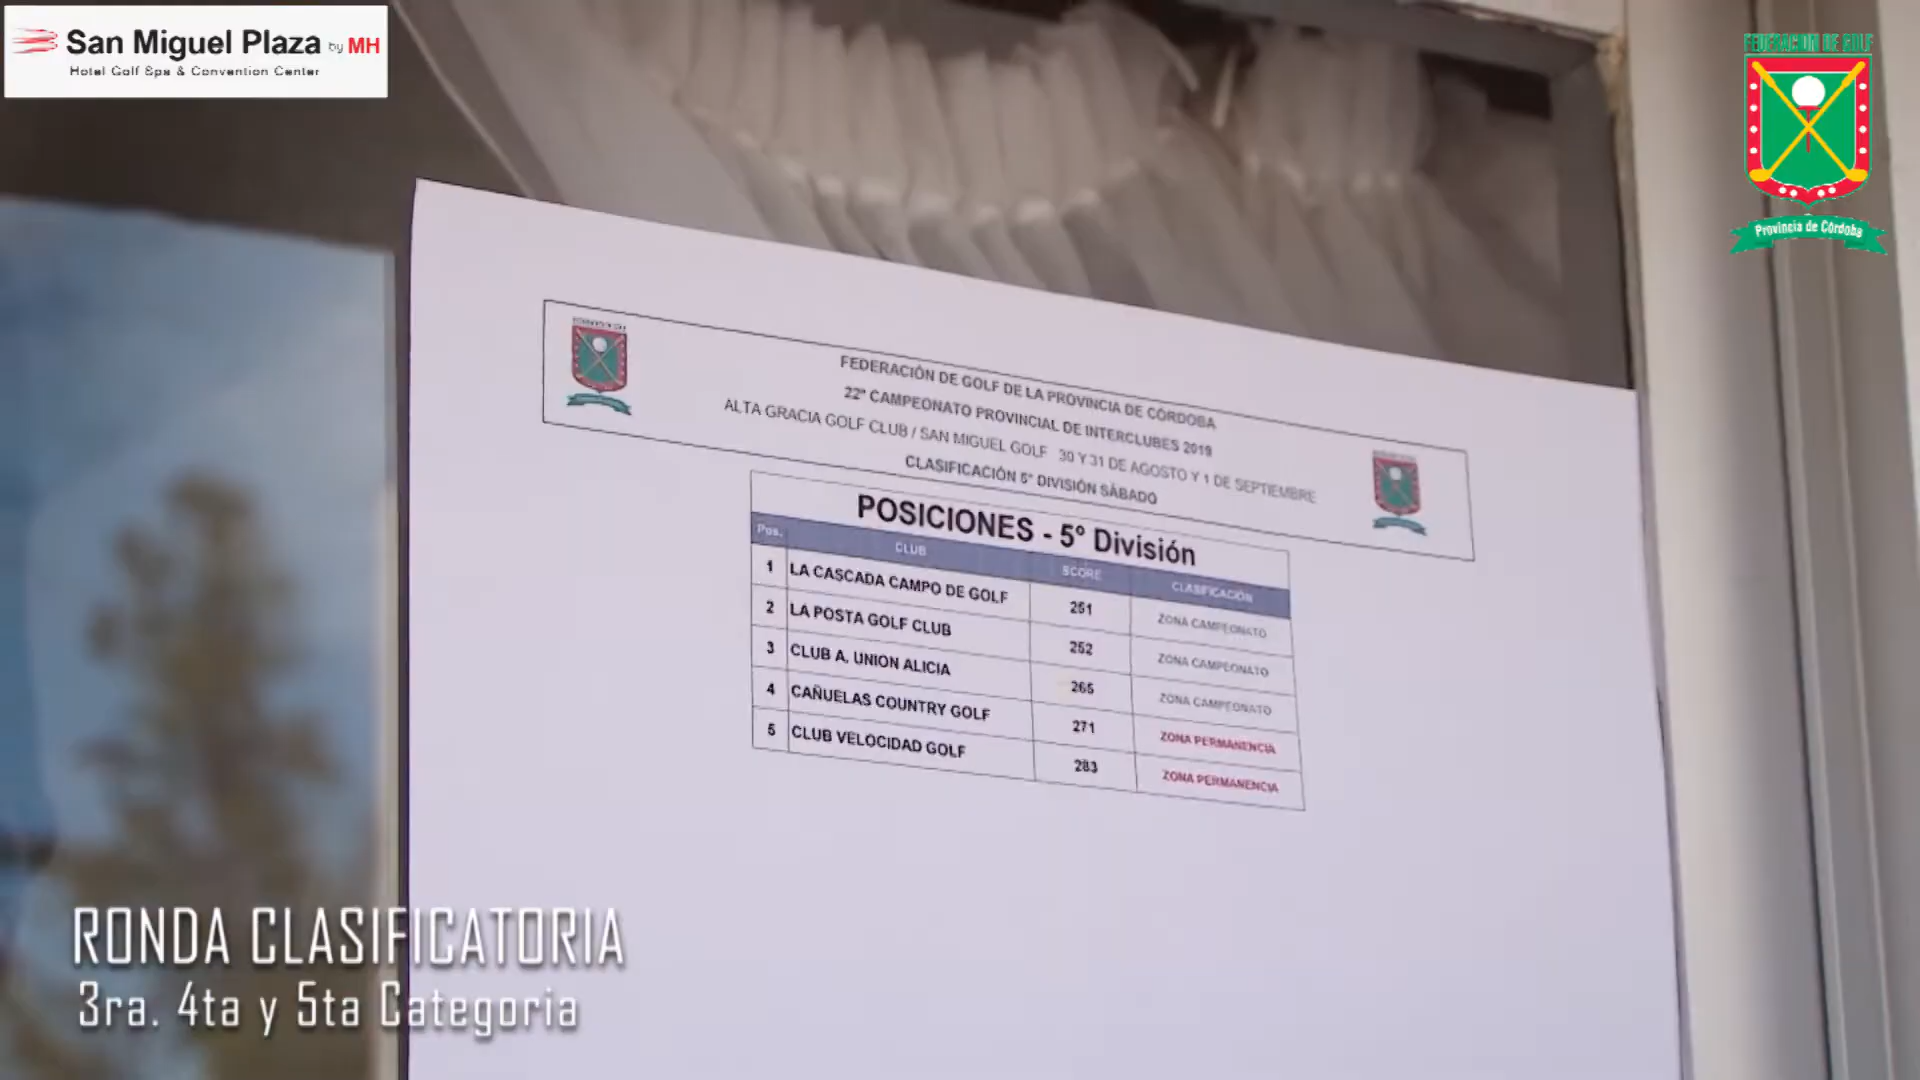 San Miguel Plaza by MH
Hotel Golf Spa & Convention Center
FEDERACION DE GOLF
Provincia de Córdoba
FEDERACIÓN DE GOLF DE LA PROVINCIA DE CÓRDOBA
22º CAMPEONATO PROVINCIAL DE INTERCLUBES 2019
ALTA GRACIA GOLF CLUB / SAN MIGUEL GOLF 30 Y 31 DE AGOSTO Y 1 DE SEPTIEMBRE
CLASIFICACIÓN 5º DIVISIÓN SÁBADO
POSICIONES - 5º División
Pos. CLUB SCORE CLASIFICACIÓN
1 LA CASCADA CAMPO DE GOLF 251 ZONA CAMPEONATO
2 LA POSTA GOLF CLUB 252 ZONA CAMPEONATO
3 CLUB A. UNION ALICIA 265 ZONA CAMPEONATO
4 CAÑUELAS COUNTRY GOLF 271 ZONA PERMANENCIA
5 CLUB VELOCIDAD GOLF 283 ZONA PERMANENCIA
RONDA CLASIFICATORIA
3ra. 4ta y 5ta Categoria